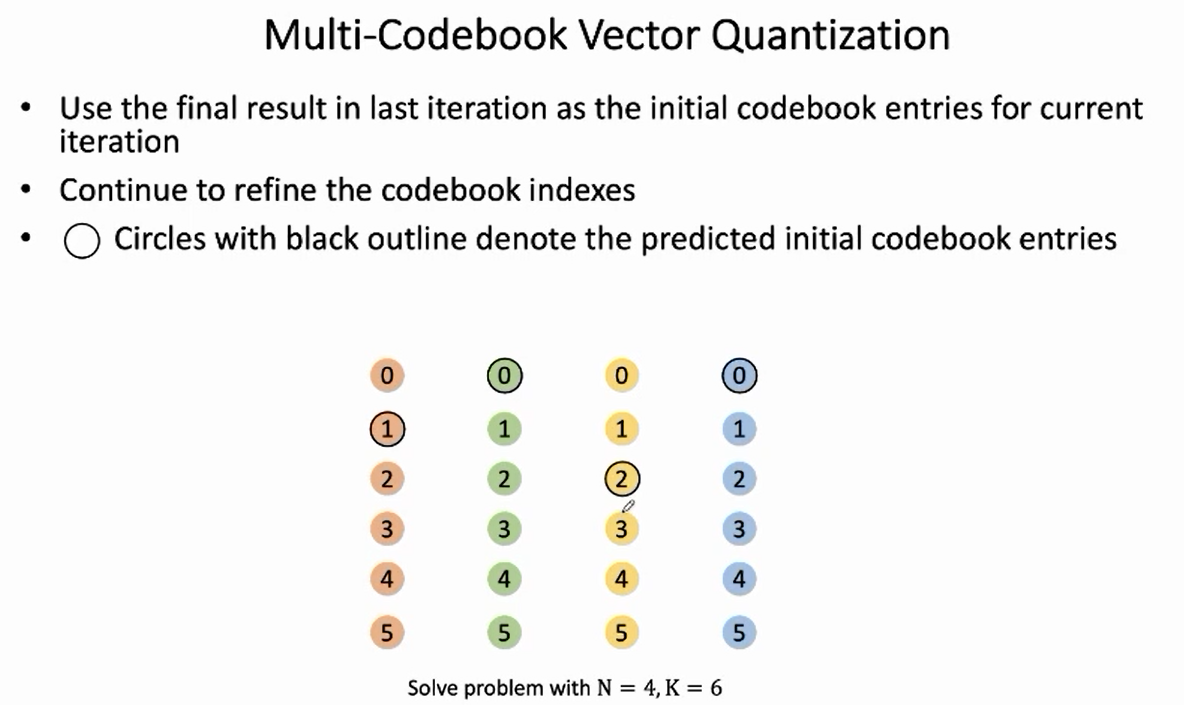 Multi-Codebook Vector Quantization
• Use the final result in last iteration as the initial codebook entries for current
iteration
• Continue to refine the codebook indexes
• Circles with black outline denote the predicted initial codebook entries
0 0 0 0
1 1 1 1
2 2 2 2
3 3 3 3
4 4 4 4
5 5 5 5
Solve problem with N = 4, K = 6